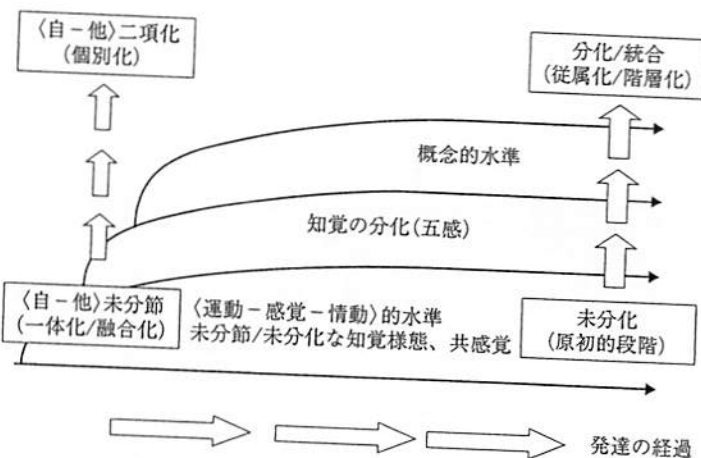 〈自－他〉二項化
(個別化)
分化/統合
(従属化/階層化)
概念的水準
知覚の分化(五感)
〈自－他〉未分節
(一体化/融合化)
〈運動－感覚－情動〉的水準
未分節/未分化な知覚様態、共感覚
未分化
(原初的段階)
発達の経過